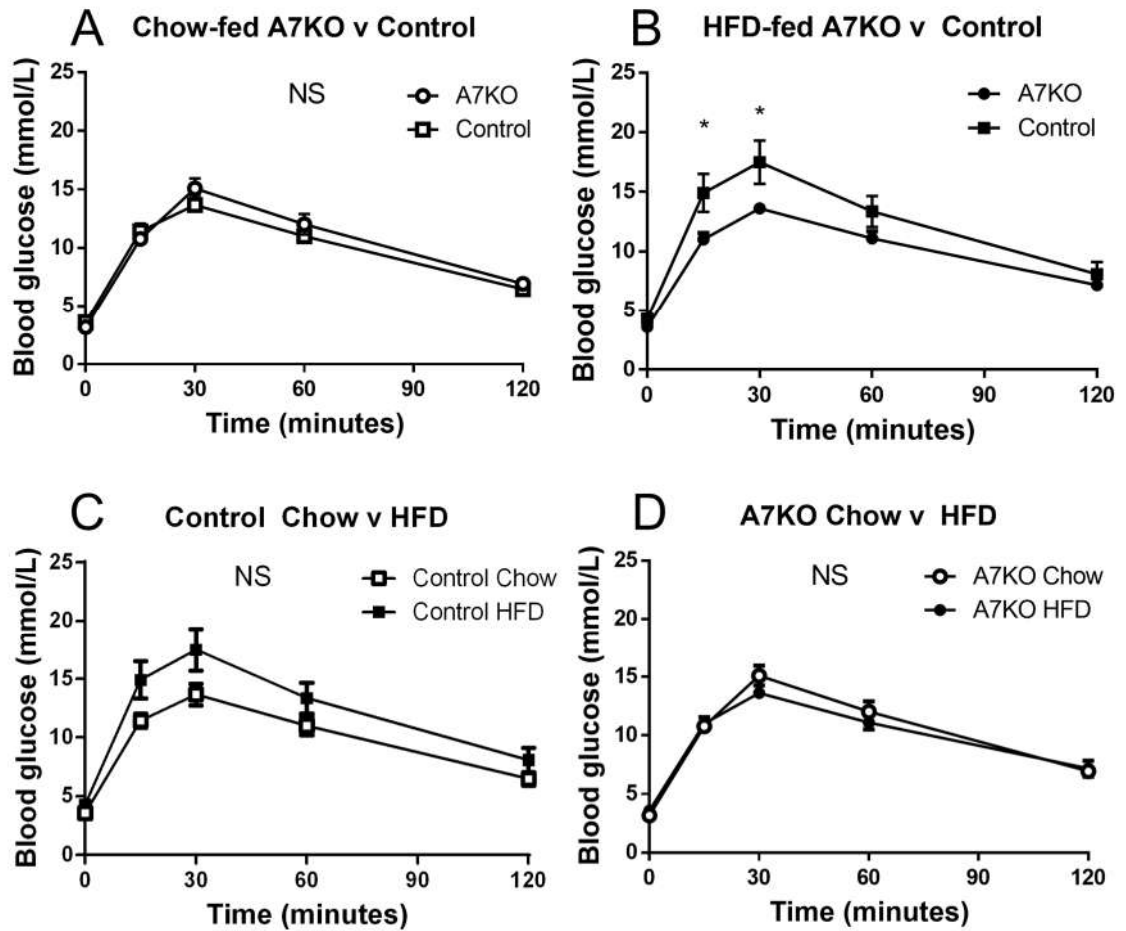 A Chow-fed A7KO v Control
25
20
15
10
5
0
Blood glucose (mmol/L)
NS
A7KO
Control
0 30 60 90 120
Time (minutes)
B HFD-fed A7KO v Control
25
20
15
10
5
0
Blood glucose (mmol/L)
* *
A7KO
Control
0 30 60 90 120
Time (minutes)
C Control Chow v HFD
25
20
15
10
5
0
Blood glucose (mmol/L)
NS
Control Chow
Control HFD
0 30 60 90 120
Time (minutes)
D A7KO Chow v HFD
25
20
15
10
5
0
Blood glucose (mmol/L)
NS
A7KO Chow
A7KO HFD
0 30 60 90 120
Time (minutes)